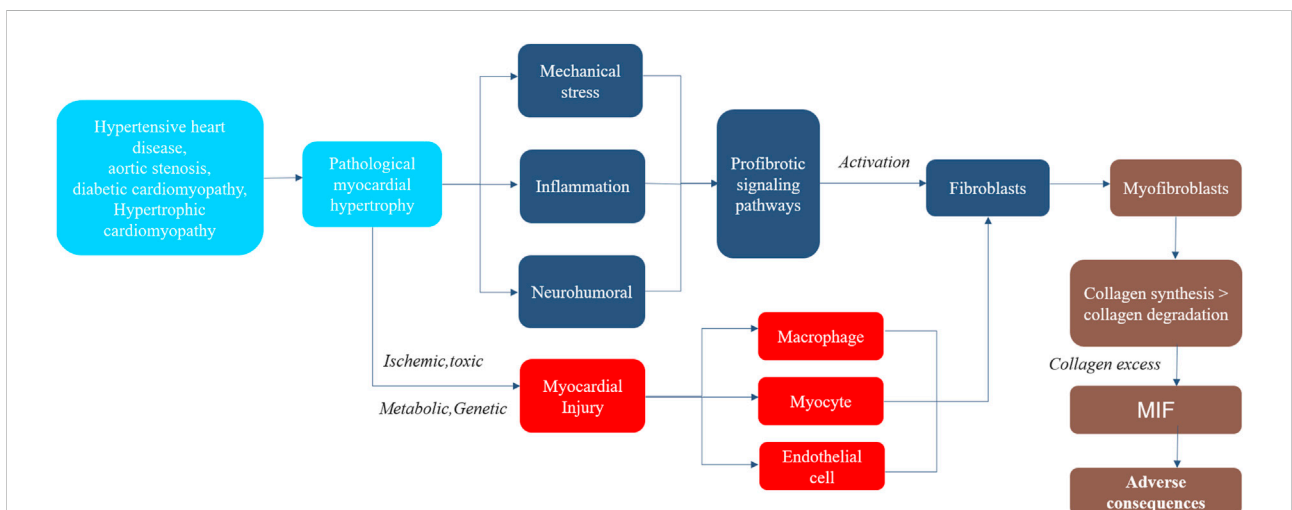 Hypertensive heart
disease,
aortic stenosis,
diabetic cardiomyopathy,
Hypertrophic
cardiomyopathy
Pathological
myocardial
hypertrophy
Mechanical
stress
Inflammation
Neurohumoral
Profibrotic
signaling
pathways
Activation
Fibroblasts
Myofibroblasts
Collagen synthesis >
collagen degradation
Collagen excess
MIF
Adverse
consequences
Ischemic,toxic
Metabolic,Genetic
Myocardial
Injury
Macrophage
Myocyte
Endothelial
cell